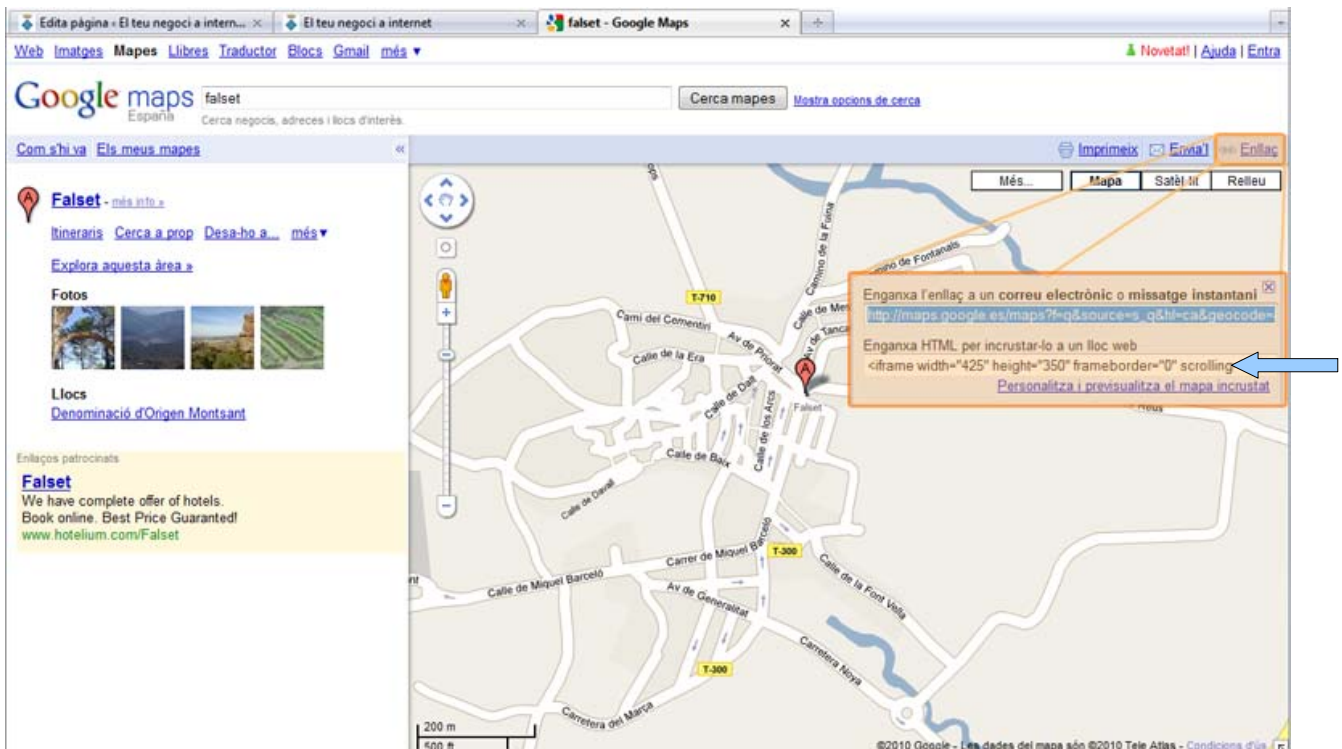 Edita pàgina ‹ El teu negoci a intern...
El teu negoci a internet
falset - Google Maps
Web Imatges Mapes Llibres Traductor Blocs Gmail més ▼
Novetat! | Ajuda | Entra
Google maps
España
falset
Cerca mapes
Mostra opcions de cerca
Cerca negocis, adreces i llocs d'interès.
Com s'hi va Els meus mapes
«
Imprimeix Envia'l Enllaç
Més... Mapa Satèl·lit Relleu
A
Falset - més info »
Itineraris Cerca a prop Desa-ho a... més▼
Explora aquesta àrea »
Fotos
Llocs
Denominació d'Origen Montsant
Enllaços patrocinats
Falset
We have complete offer of hotels.
Book online. Best Price Guaranted!
www.hotelium.com/Falset
Enganxa l'enllaç a un correu electrònic o missatge instantani
http://maps.google.es/maps?f=q&source=s_q&hl=ca&geocode=
Enganxa HTML per incrustar-lo a un lloc web
<iframe width="425" height="350" frameborder="0" scrolling
Personalitza i previsualitza el mapa incrustat
Camino de la Fuina
Camino de Fontanals
T-710
Camí del Cementiri
Av de Priorat
Calle de la Era
Calle de Dalt
A
Falset
Calle de los Arcs
Calle de Baix
Calle de Davall
Carrer de Miquel Barceló
T-300
Calle de Miquel Barceló
Av de Generalitat
Calle de la Font Vella
T-300
Carretera Nova
Carretera del Marça
200 m
500 ft
©2010 Google - Les dades del mapa són ©2010 Tele Atlas - Condicions d'ús